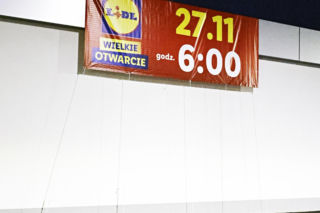 LIDL
WIELKIE
OTWARCIE
27.11
godz. 6:00